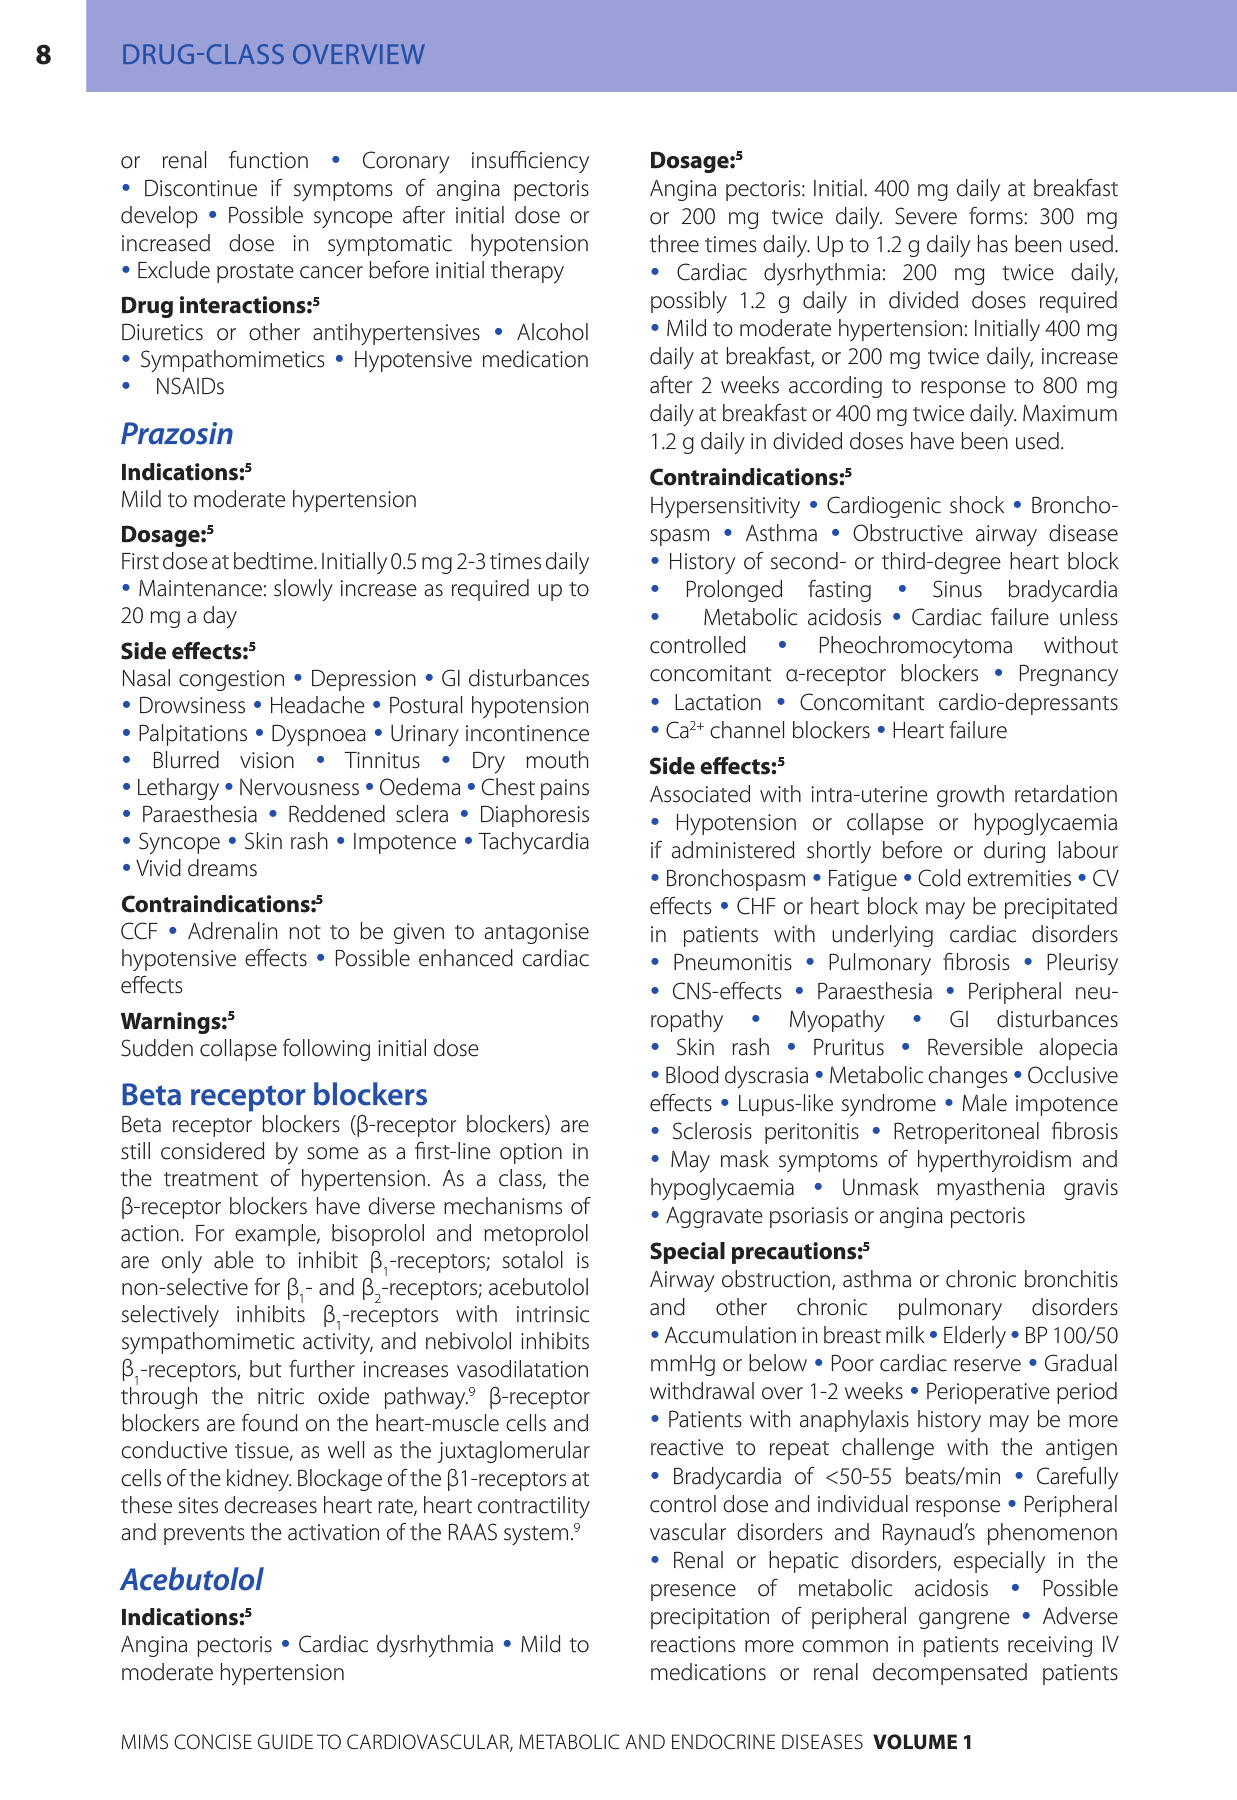 8
DRUG-CLASS OVERVIEW
or renal function • Coronary insufficiency
• Discontinue if symptoms of angina pectoris
develop • Possible syncope after initial dose or
increased dose in symptomatic hypotension
• Exclude prostate cancer before initial therapy
Drug interactions:⁵
Diuretics or other antihypertensives • Alcohol
• Sympathomimetics • Hypotensive medication
• NSAIDs
Prazosin
Indications:⁵
Mild to moderate hypertension
Dosage:⁵
First dose at bedtime. Initially 0.5 mg 2-3 times daily
• Maintenance: slowly increase as required up to
20 mg a day
Side effects:⁵
Nasal congestion • Depression • GI disturbances
• Drowsiness • Headache • Postural hypotension
• Palpitations • Dyspnoea • Urinary incontinence
• Blurred vision • Tinnitus • Dry mouth
• Lethargy • Nervousness • Oedema • Chest pains
• Paraesthesia • Reddened sclera • Diaphoresis
• Syncope • Skin rash • Impotence • Tachycardia
• Vivid dreams
Contraindications:⁵
CCF • Adrenalin not to be given to antagonise
hypotensive effects • Possible enhanced cardiac
effects
Warnings:⁵
Sudden collapse following initial dose
Beta receptor blockers
Beta receptor blockers (β-receptor blockers) are
still considered by some as a first-line option in
the treatment of hypertension. As a class, the
β-receptor blockers have diverse mechanisms of
action. For example, bisoprolol and metoprolol
are only able to inhibit β₁-receptors; sotalol is
non-selective for β₁- and β₂-receptors; acebutolol
selectively inhibits β₁-receptors with intrinsic
sympathomimetic activity, and nebivolol inhibits
β₁-receptors, but further increases vasodilatation
through the nitric oxide pathway.⁹ β-receptor
blockers are found on the heart-muscle cells and
conductive tissue, as well as the juxtaglomerular
cells of the kidney. Blockage of the β1-receptors at
these sites decreases heart rate, heart contractility
and prevents the activation of the RAAS system.⁹
Acebutolol
Indications:⁵
Angina pectoris • Cardiac dysrhythmia • Mild to
moderate hypertension
Dosage:⁵
Angina pectoris: Initial. 400 mg daily at breakfast
or 200 mg twice daily. Severe forms: 300 mg
three times daily. Up to 1.2 g daily has been used.
• Cardiac dysrhythmia: 200 mg twice daily,
possibly 1.2 g daily in divided doses required
• Mild to moderate hypertension: Initially 400 mg
daily at breakfast, or 200 mg twice daily, increase
after 2 weeks according to response to 800 mg
daily at breakfast or 400 mg twice daily. Maximum
1.2 g daily in divided doses have been used.
Contraindications:⁵
Hypersensitivity • Cardiogenic shock • Broncho-
spasm • Asthma • Obstructive airway disease
• History of second- or third-degree heart block
• Prolonged fasting • Sinus bradycardia
• Metabolic acidosis • Cardiac failure unless
controlled • Pheochromocytoma without
concomitant α-receptor blockers • Pregnancy
• Lactation • Concomitant cardio-depressants
• Ca²⁺ channel blockers • Heart failure
Side effects:⁵
Associated with intra-uterine growth retardation
• Hypotension or collapse or hypoglycaemia
if administered shortly before or during labour
• Bronchospasm • Fatigue • Cold extremities • CV
effects • CHF or heart block may be precipitated
in patients with underlying cardiac disorders
• Pneumonitis • Pulmonary fibrosis • Pleurisy
• CNS-effects • Paraesthesia • Peripheral neu-
ropathy • Myopathy • GI disturbances
• Skin rash • Pruritus • Reversible alopecia
• Blood dyscrasia • Metabolic changes • Occlusive
effects • Lupus-like syndrome • Male impotence
• Sclerosis peritonitis • Retroperitoneal fibrosis
• May mask symptoms of hyperthyroidism and
hypoglycaemia • Unmask myasthenia gravis
• Aggravate psoriasis or angina pectoris
Special precautions:⁵
Airway obstruction, asthma or chronic bronchitis
and other chronic pulmonary disorders
• Accumulation in breast milk • Elderly • BP 100/50
mmHg or below • Poor cardiac reserve • Gradual
withdrawal over 1-2 weeks • Perioperative period
• Patients with anaphylaxis history may be more
reactive to repeat challenge with the antigen
• Bradycardia of <50-55 beats/min • Carefully
control dose and individual response • Peripheral
vascular disorders and Raynaud’s phenomenon
• Renal or hepatic disorders, especially in the
presence of metabolic acidosis • Possible
precipitation of peripheral gangrene • Adverse
reactions more common in patients receiving IV
medications or renal decompensated patients
MIMS CONCISE GUIDE TO CARDIOVASCULAR, METABOLIC AND ENDOCRINE DISEASES VOLUME 1